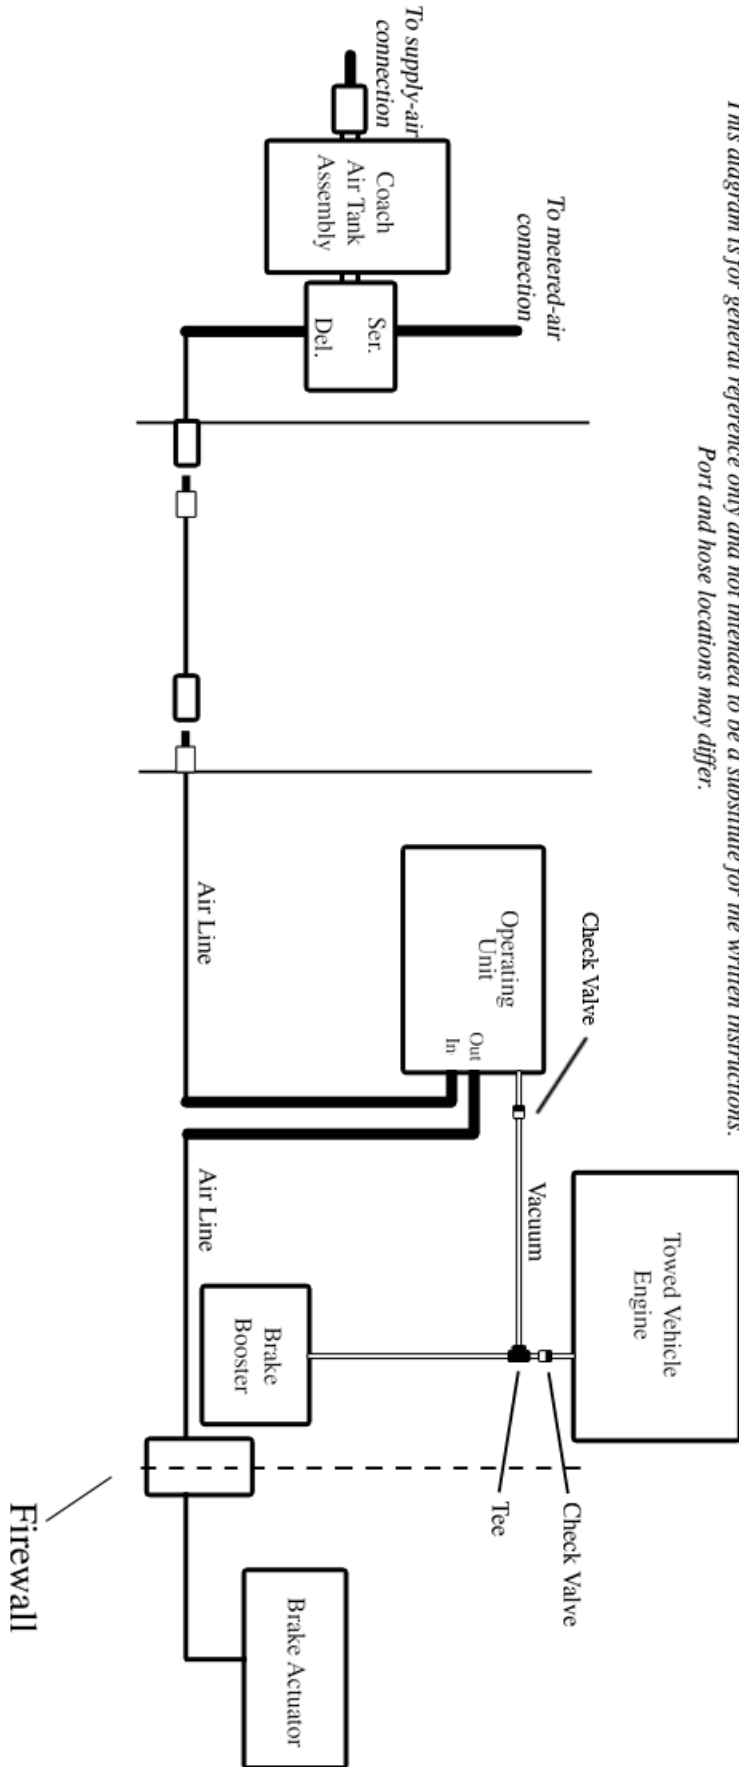 This diagram is for general reference only and not intended to be a substitute for the written instructions.
Port and hose locations may differ.
To supply-air
connection
Coach
Air Tank
Assembly
To metered-air
connection
Ser.
Del.
Check Valve
Operating
Unit
Out
In
Air Line
Towed Vehicle
Engine
Vacuum
Air Line
Brake
Booster
Check Valve
Tee
Firewall
Brake Actuator